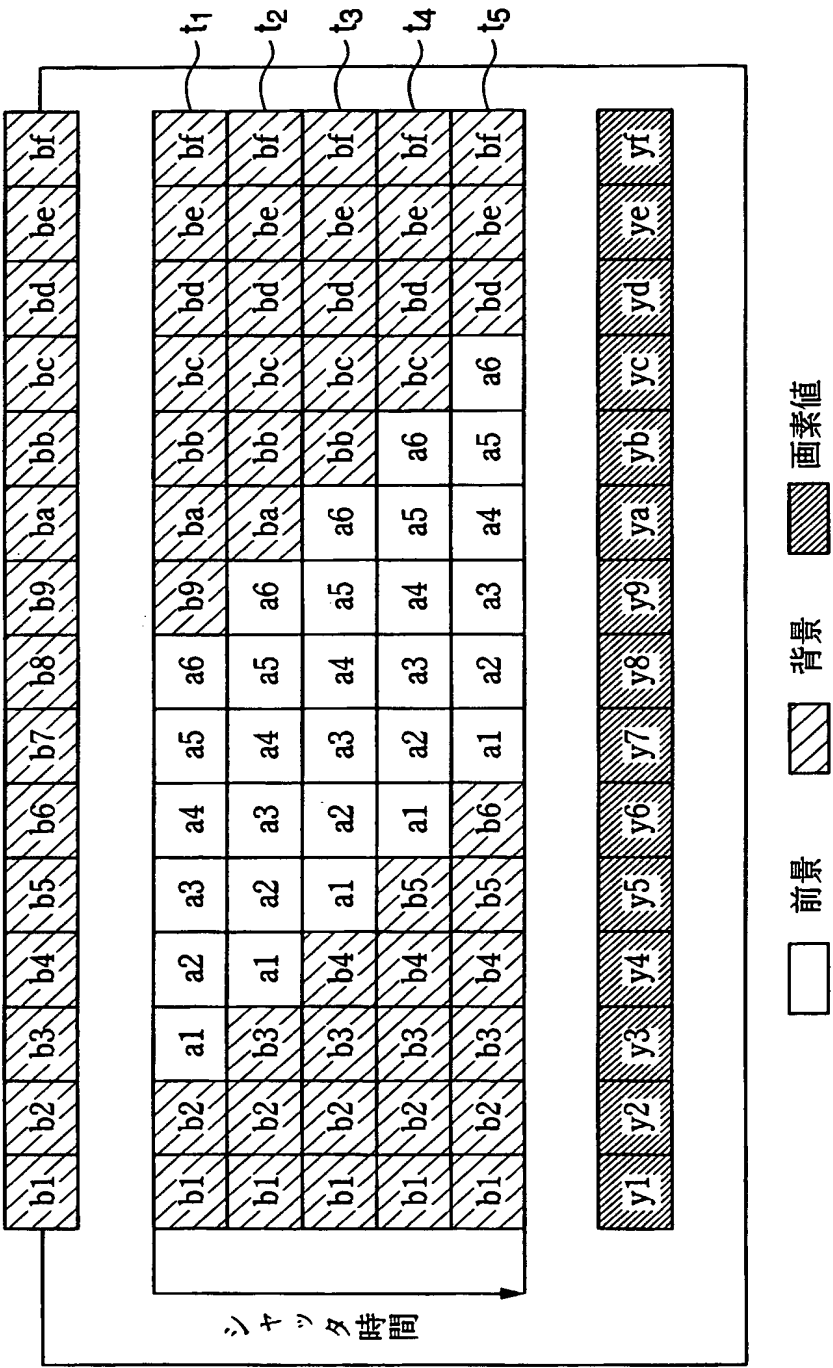 b1 b2 b3 b4 b5 b6 b7 b8 b9 ba bb bc bd be bf
シャッタ時間
b1 b2 a1 a2 a3 a4 a5 a6 b9 ba bb bc bd be bf t1
b1 b2 b3 a1 a2 a3 a4 a5 a6 ba bb bc bd be bf t2
b1 b2 b3 b4 a1 a2 a3 a4 a5 a6 bb bc bd be bf t3
b1 b2 b3 b4 b5 a1 a2 a3 a4 a5 a6 bc bd be bf t4
b1 b2 b3 b4 b5 b6 a1 a2 a3 a4 a5 a6 bd be bf t5
y1 y2 y3 y4 y5 y6 y7 y8 y9 ya yb yc yd ye yf
前景 背景 画素値